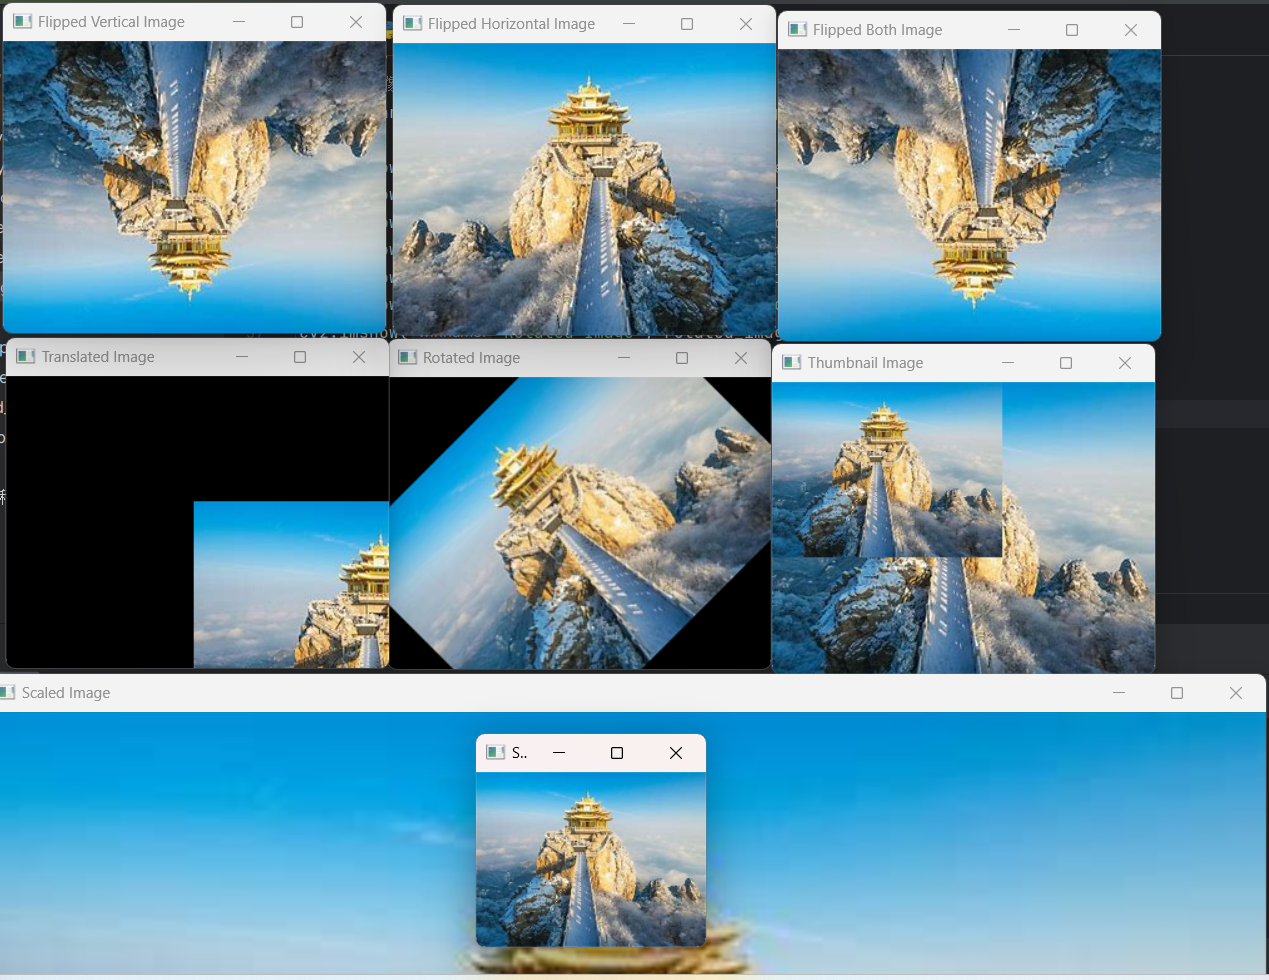 Flipped Vertical Image
Flipped Horizontal Image
Flipped Both Image
Translated Image
Rotated Image
Thumbnail Image
Scaled Image
S..